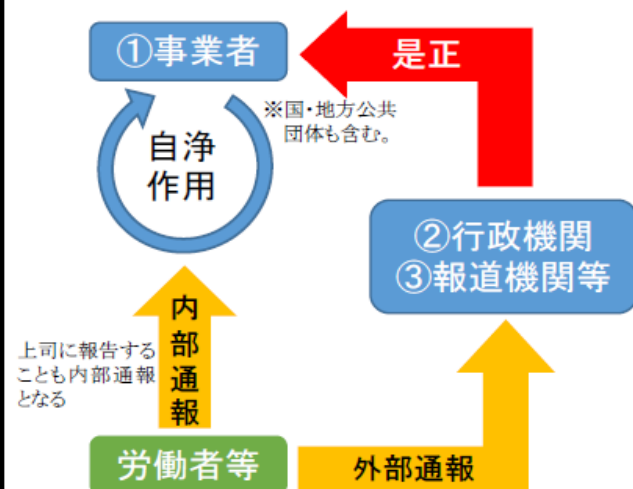 ①事業者
是正
※国・地方公共
団体も含む。
自浄
作用
②行政機関
③報道機関等
内部通報
上司に報告する
ことも内部通報
となる
労働者等
外部通報